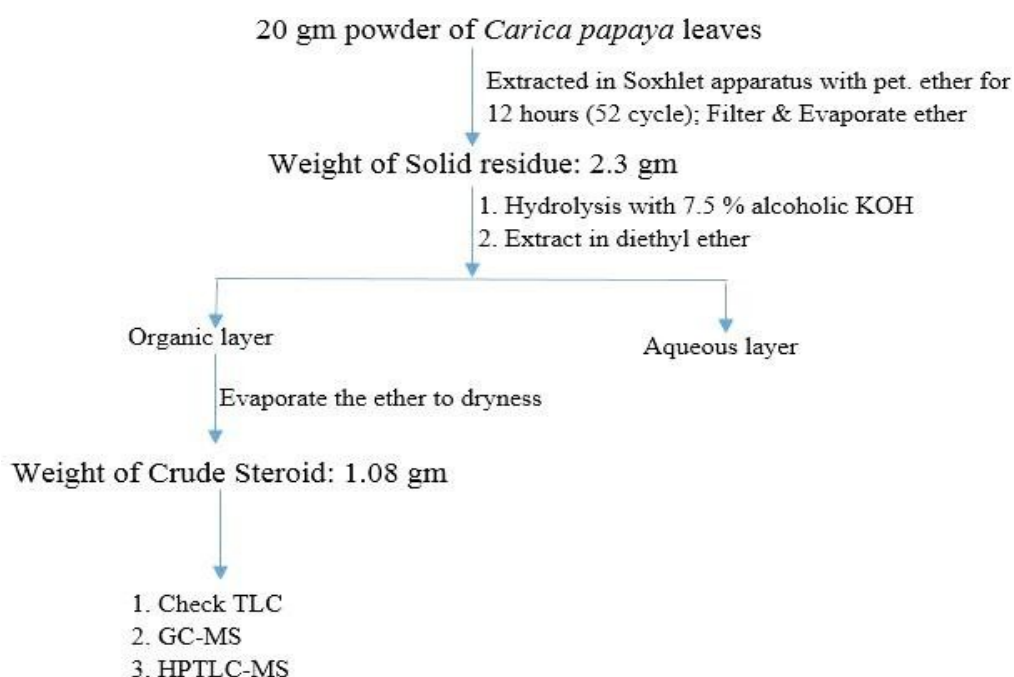 20 gm powder of Carica papaya leaves
Extracted in Soxhlet apparatus with pet. ether for
12 hours (52 cycle); Filter & Evaporate ether
Weight of Solid residue: 2.3 gm
1. Hydrolysis with 7.5 % alcoholic KOH
2. Extract in diethyl ether
Organic layer
Aqueous layer
Evaporate the ether to dryness
Weight of Crude Steroid: 1.08 gm
1. Check TLC
2. GC-MS
3. HPTLC-MS